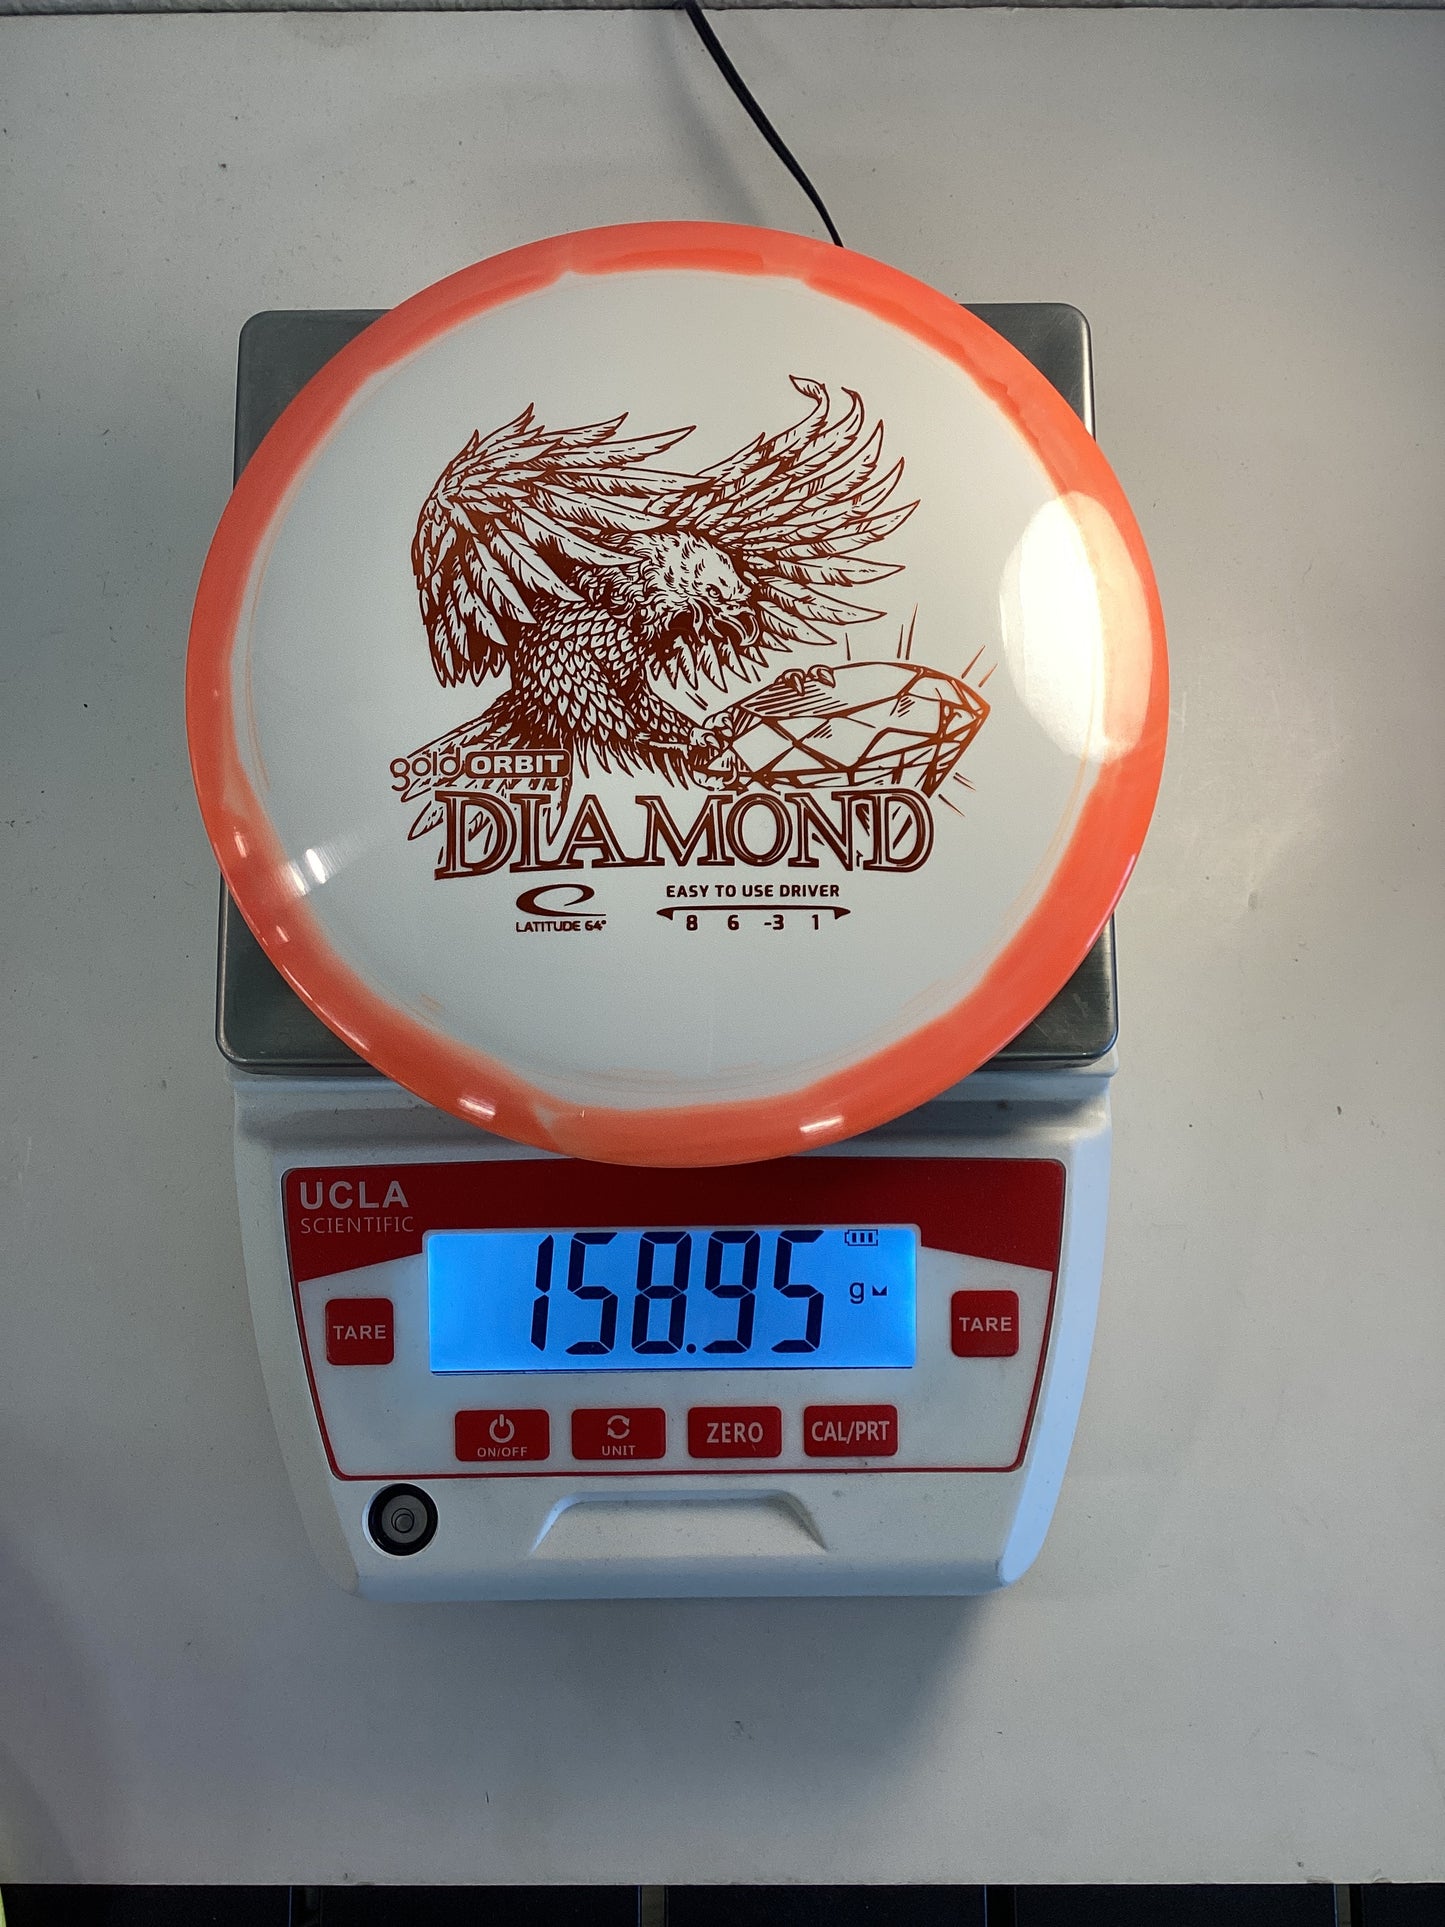 gold ORBIT
DIAMOND
LATITUDE 64°
EASY TO USE DRIVER
8 6 -3 1
UCLA
SCIENTIFIC
158.95 g
TARE
TARE
ON/OFF
UNIT
ZERO
CAL/PRT